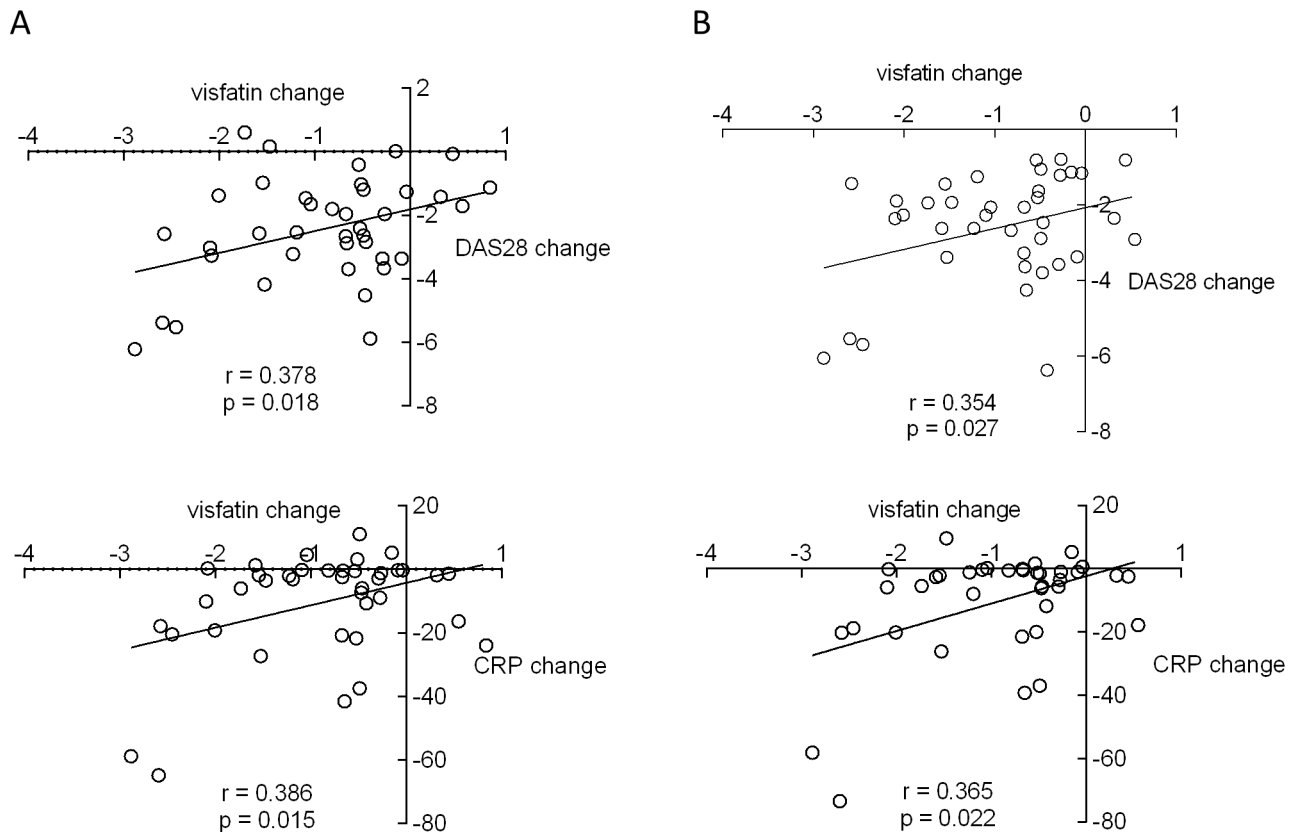 A
B
visfatin change
-4 -3 -2 -1 1
2
-2
-4
-6
-8
DAS28 change
r = 0.378
p = 0.018
visfatin change
-4 -3 -2 -1 0 1
-2
-4
-6
-8
DAS28 change
r = 0.354
p = 0.027
visfatin change
-4 -3 -2 -1 1
20
-20
-40
-60
-80
CRP change
r = 0.386
p = 0.015
visfatin change
-4 -3 -2 -1 1
20
-20
-40
-60
-80
CRP change
r = 0.365
p = 0.022